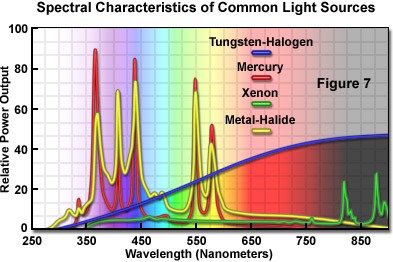 Spectral Characteristics of Common Light Sources
100
80
60
40
20
0
Relative Power Output
Tungsten-Halogen
Mercury
Xenon
Metal-Halide
Figure 7
250 350 450 550 650 750 850
Wavelength (Nanometers)